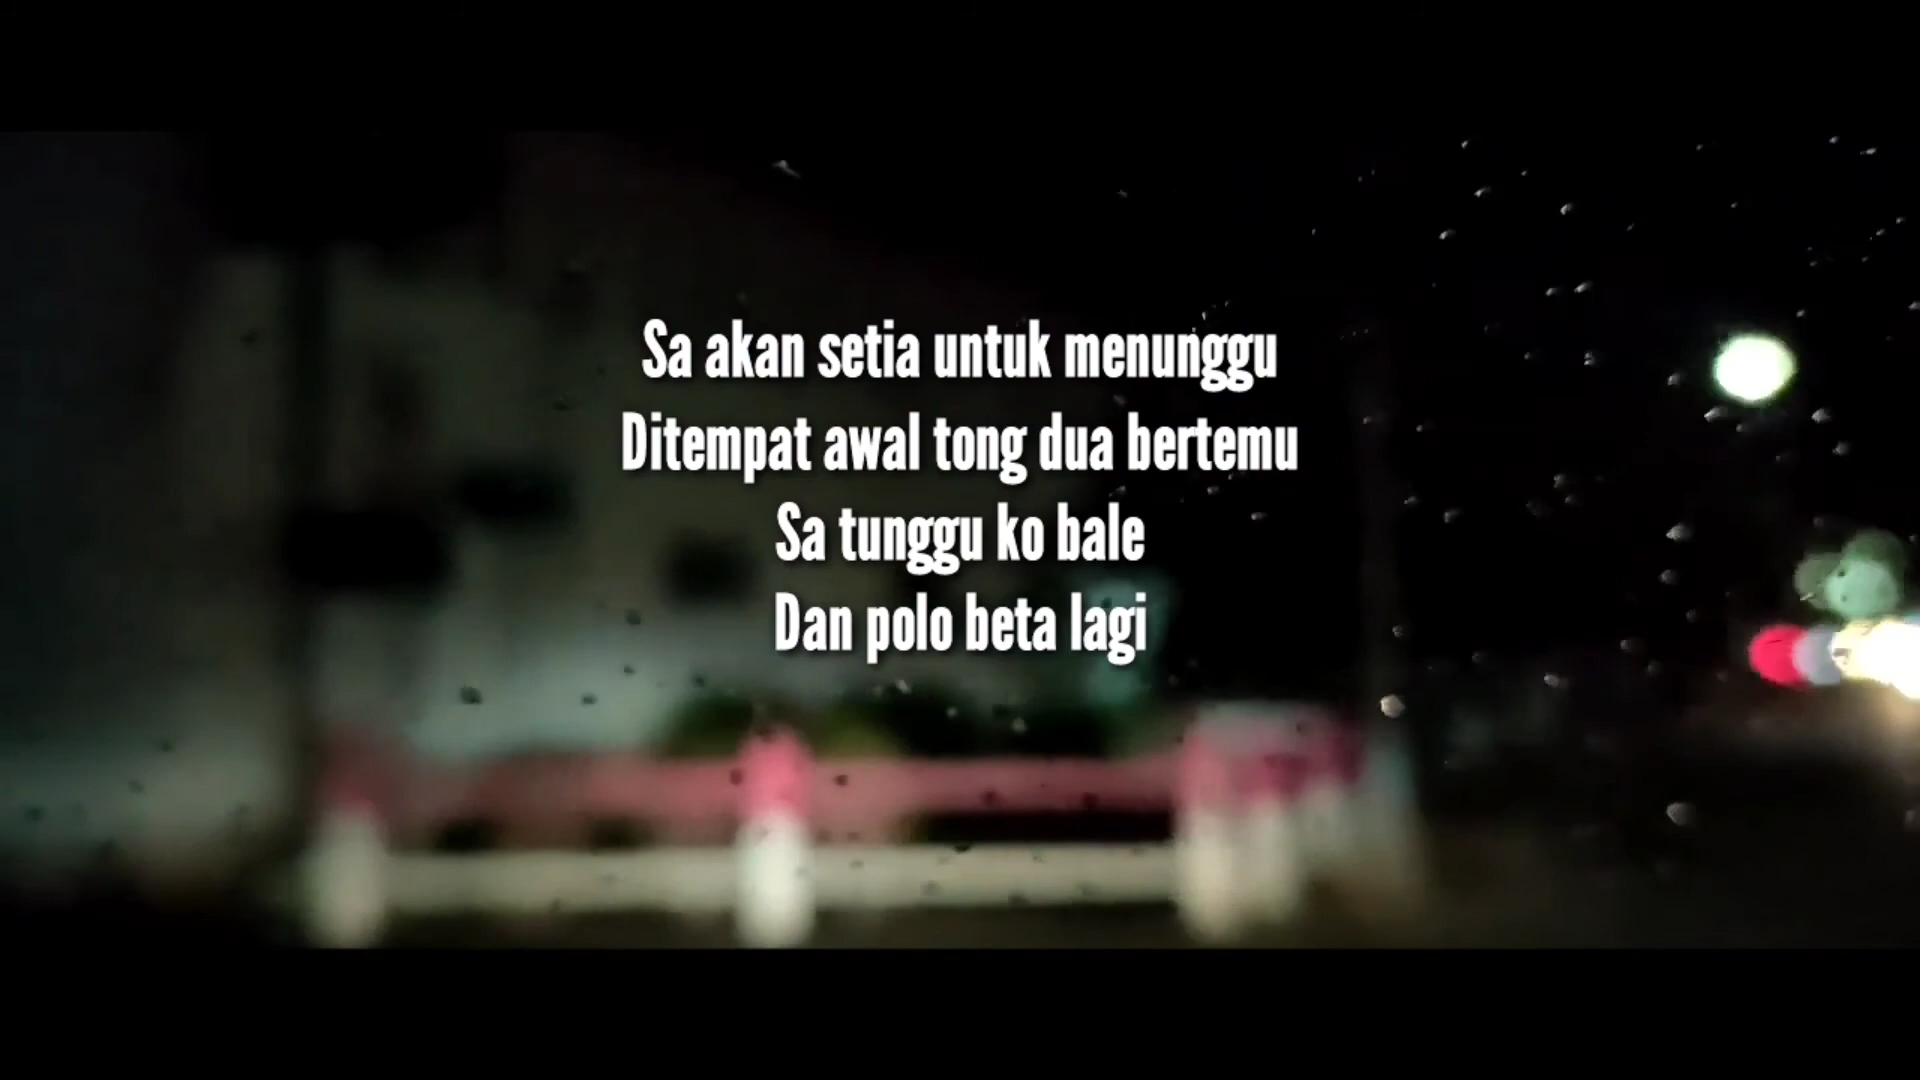 Sa akan setia untuk menunggu
Ditempat awal tong dua bertemu
Sa tunggu ko bale
Dan polo beta lagi